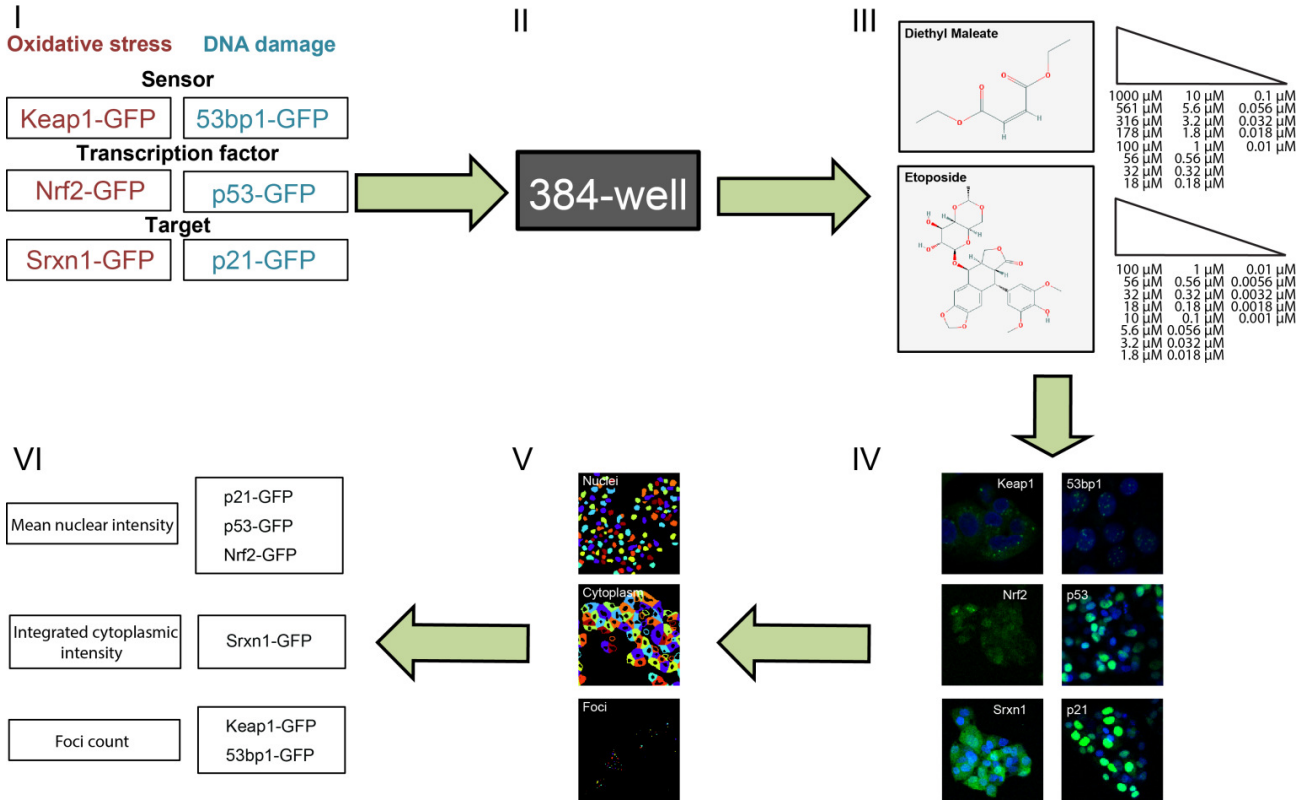 I
Oxidative stress DNA damage
Sensor
Keap1-GFP 53bp1-GFP
Transcription factor
Nrf2-GFP p53-GFP
Target
Srxn1-GFP p21-GFP
II
384-well
III
Diethyl Maleate
O
O
O
O
H
H
1000 µM 10 µM 0.1 µM
561 µM 5.6 µM 0.056 µM
316 µM 3.2 µM 0.032 µM
178 µM 1.8 µM 0.018 µM
100 µM 1 µM 0.01 µM
56 µM 0.56 µM
32 µM 0.32 µM
18 µM 0.18 µM
Etoposide
100 µM 1 µM 0.01 µM
56 µM 0.56 µM 0.0056 µM
32 µM 0.32 µM 0.0032 µM
18 µM 0.18 µM 0.0018 µM
10 µM 0.1 µM 0.001 µM
5.6 µM 0.056 µM
3.2 µM 0.032 µM
1.8 µM 0.018 µM
IV
Keap1 53bp1
Nrf2 p53
Srxn1 p21
V
Nuclei
Cytoplasm
Foci
VI
Mean nuclear intensity
p21-GFP
p53-GFP
Nrf2-GFP
Integrated cytoplasmic
intensity
Srxn1-GFP
Foci count
Keap1-GFP
53bp1-GFP